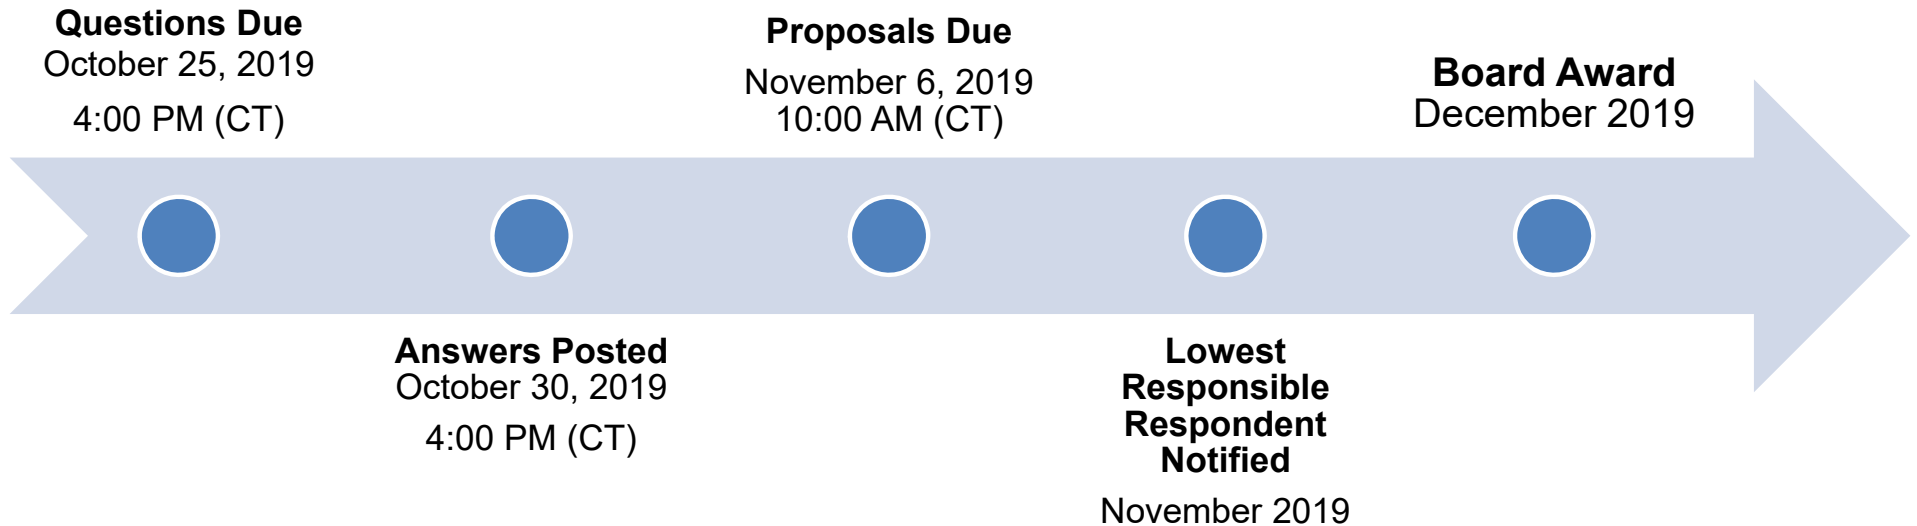 Questions Due
October 25, 2019
4:00 PM (CT)
Answers Posted
October 30, 2019
4:00 PM (CT)
Proposals Due
November 6, 2019
10:00 AM (CT)
Lowest
Responsible
Respondent
Notified
November 2019
Board Award
December 2019